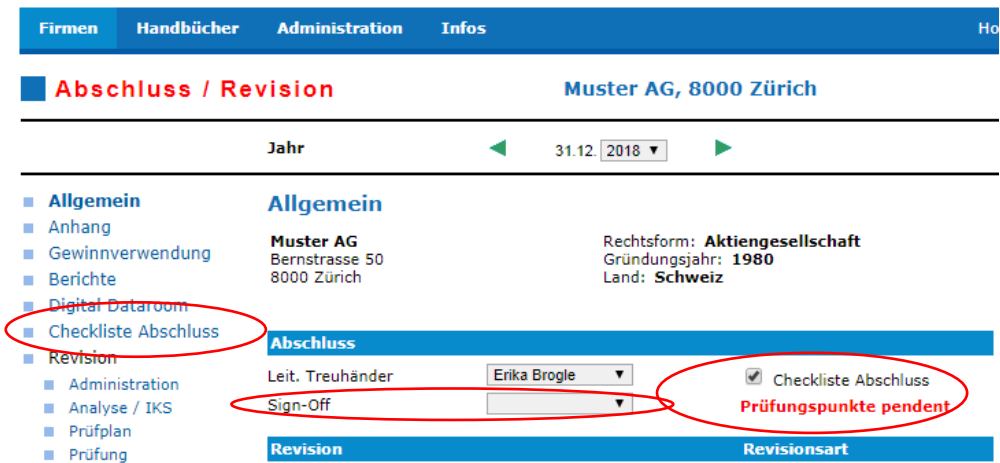 Firmen Handbücher Administration Infos Ho
Abschluss / Revision Muster AG, 8000 Zürich
Jahr 31.12. 2018
Allgemein
Anhang
Gewinnverwendung
Berichte
Digital Dataroom
Checkliste Abschluss
Revision
Administration
Analyse / IKS
Prüfplan
Prüfung
Allgemein
Muster AG
Bernstrasse 50
8000 Zürich
Rechtsform: Aktiengesellschaft
Gründungsjahr: 1980
Land: Schweiz
Abschluss
Leit. Treuhänder Erika Brogle Checkliste Abschluss
Sign-Off Prüfungspunkte pendent
Revision Revisionsart